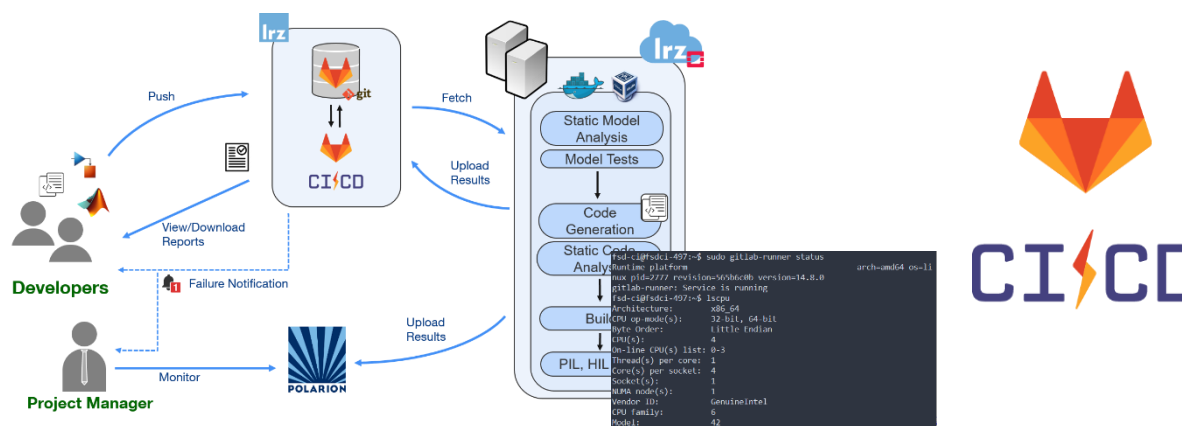 lrz
git
CI/CD
Push
Fetch
Upload
Results
View/Download
Reports
Developers
1
Failure Notification
Project Manager
Monitor
POLARION
Upload
Results
lrz
Static Model
Analysis
Model Tests
Code
Generation
Static Code
Analys
Build
PIL, HIL
fsd-ci@fsdci-497:~$ sudo gitlab-runner status
Runtime platform arch=amd64 os=li
nux pid=2777 revision=565b6c0b version=14.8.0
gitlab-runner: Service is running
fsd-ci@fsdci-497:~$ lscpu
Architecture: x86_64
CPU op-mode(s): 32-bit, 64-bit
Byte Order: Little Endian
CPU(s): 4
On-line CPU(s) list: 0-3
Thread(s) per core: 1
Core(s) per socket: 4
Socket(s): 1
NUMA node(s): 1
Vendor ID: GenuineIntel
CPU family: 6
Model: 42
CI/CD